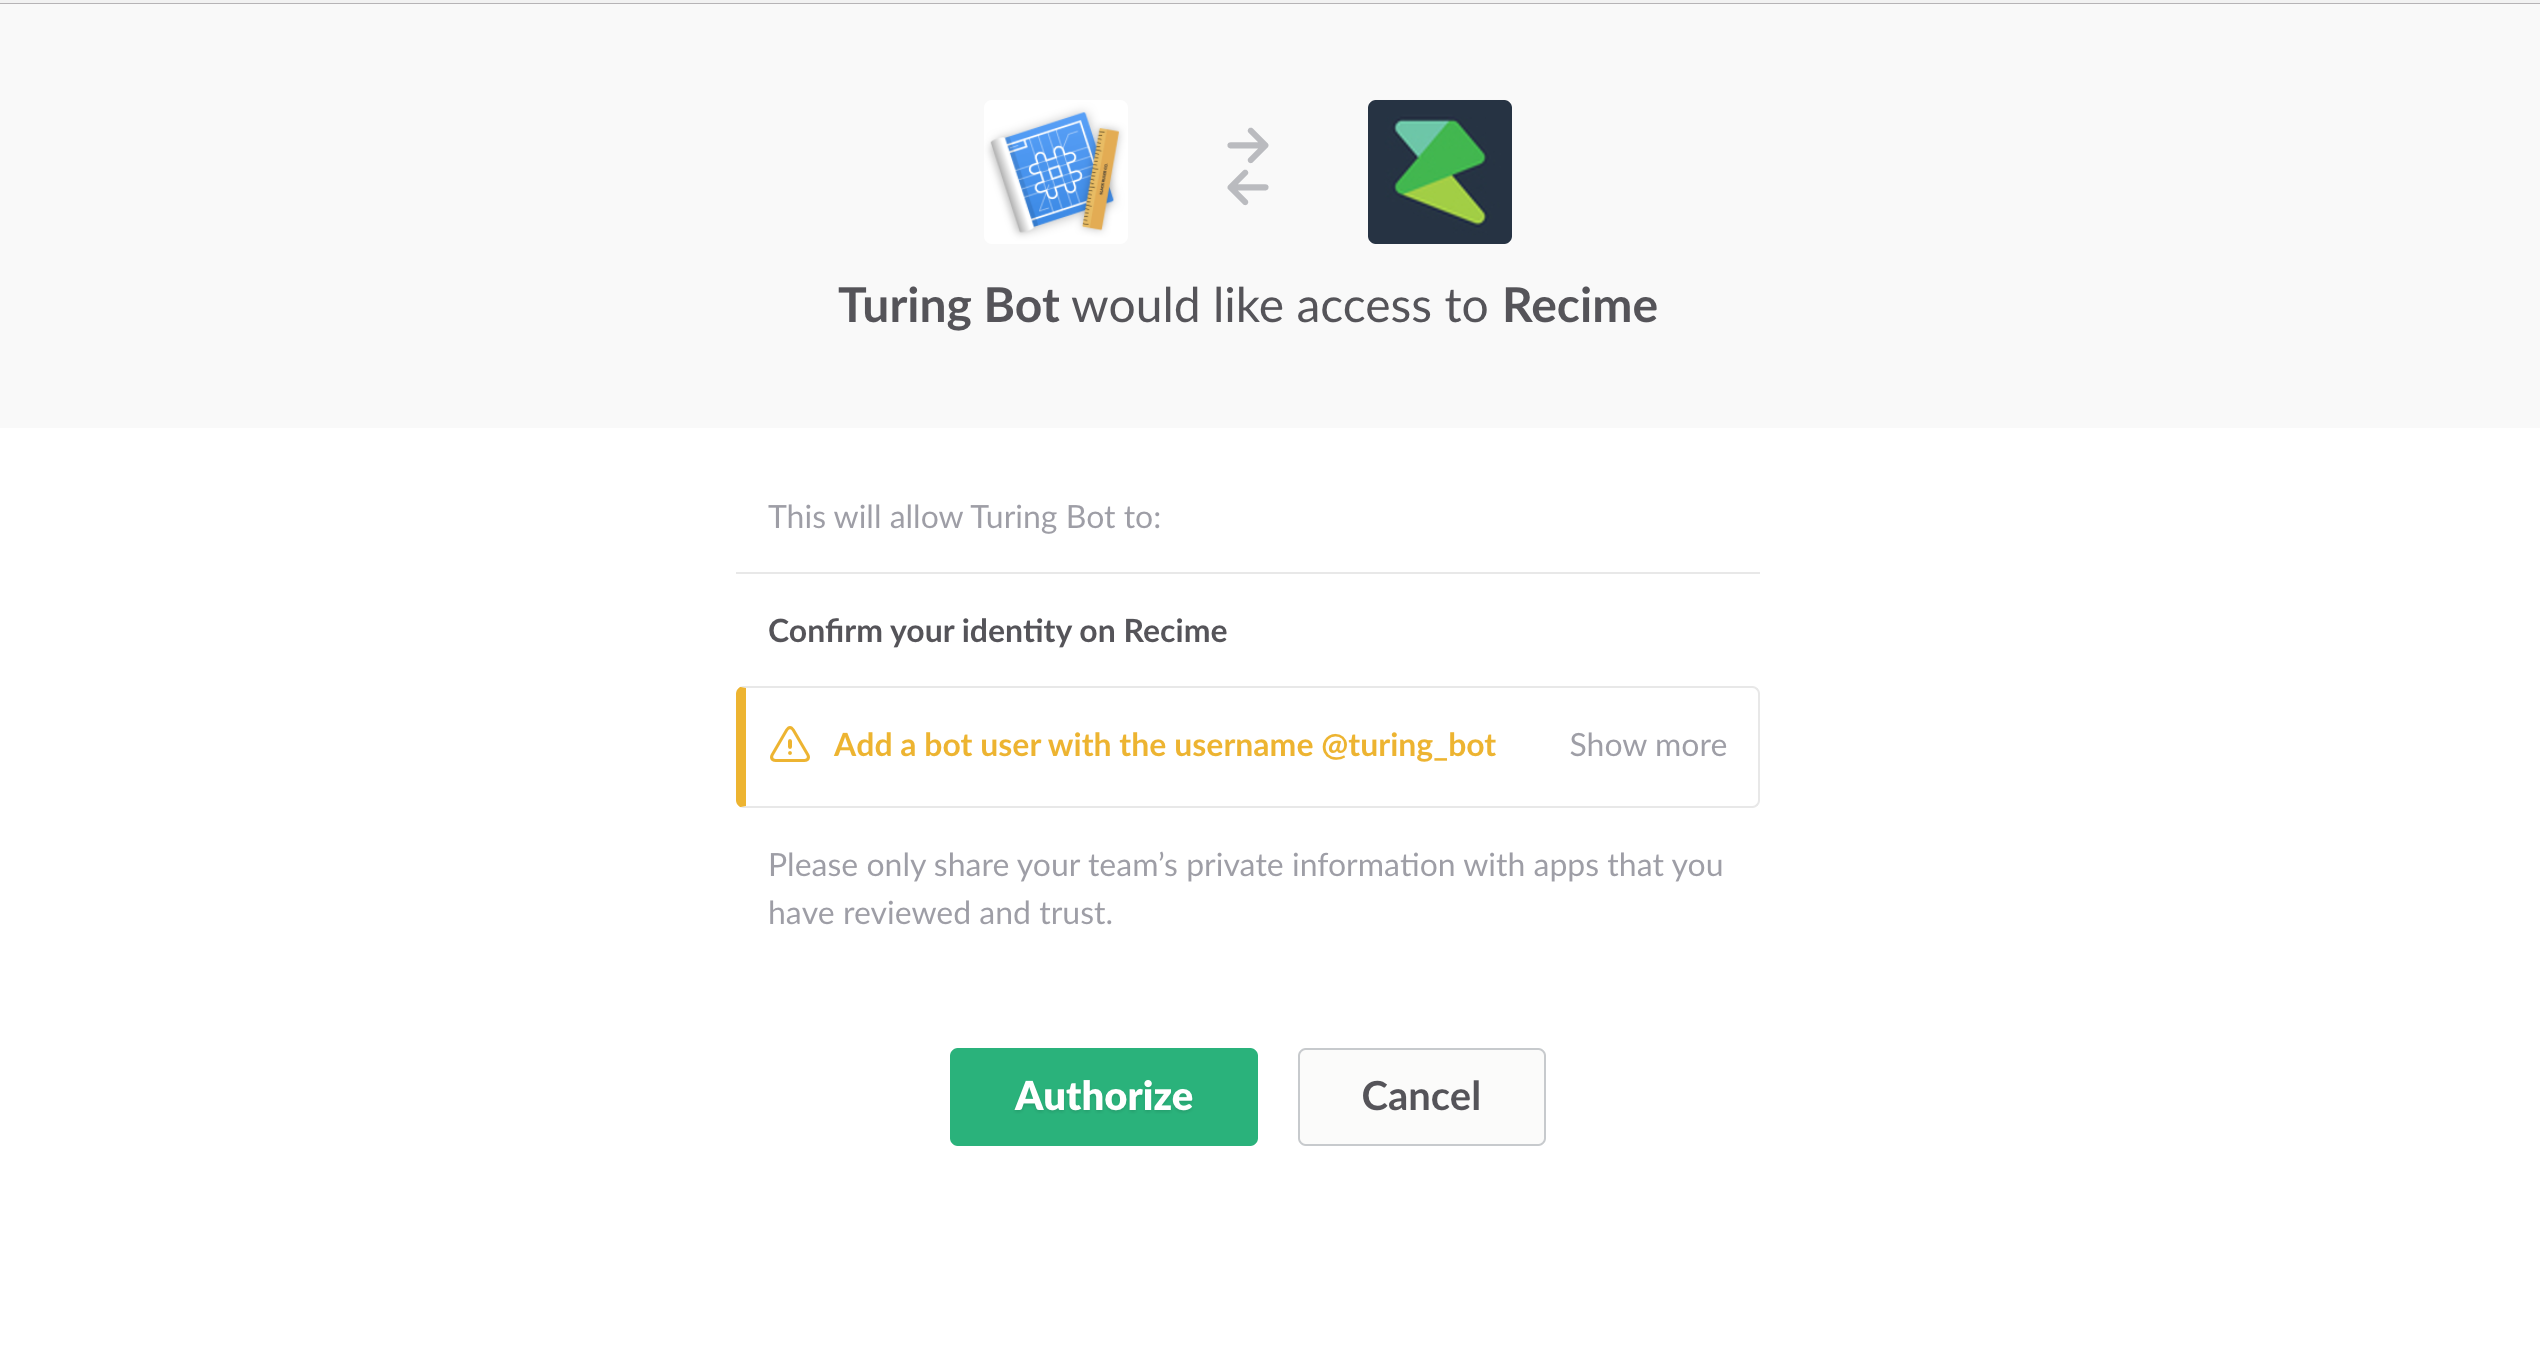 Turing Bot would like access to Recime
This will allow Turing Bot to:
Confirm your identity on Recime
Add a bot user with the username @turing_bot Show more
Please only share your team’s private information with apps that you
have reviewed and trust.
Authorize Cancel